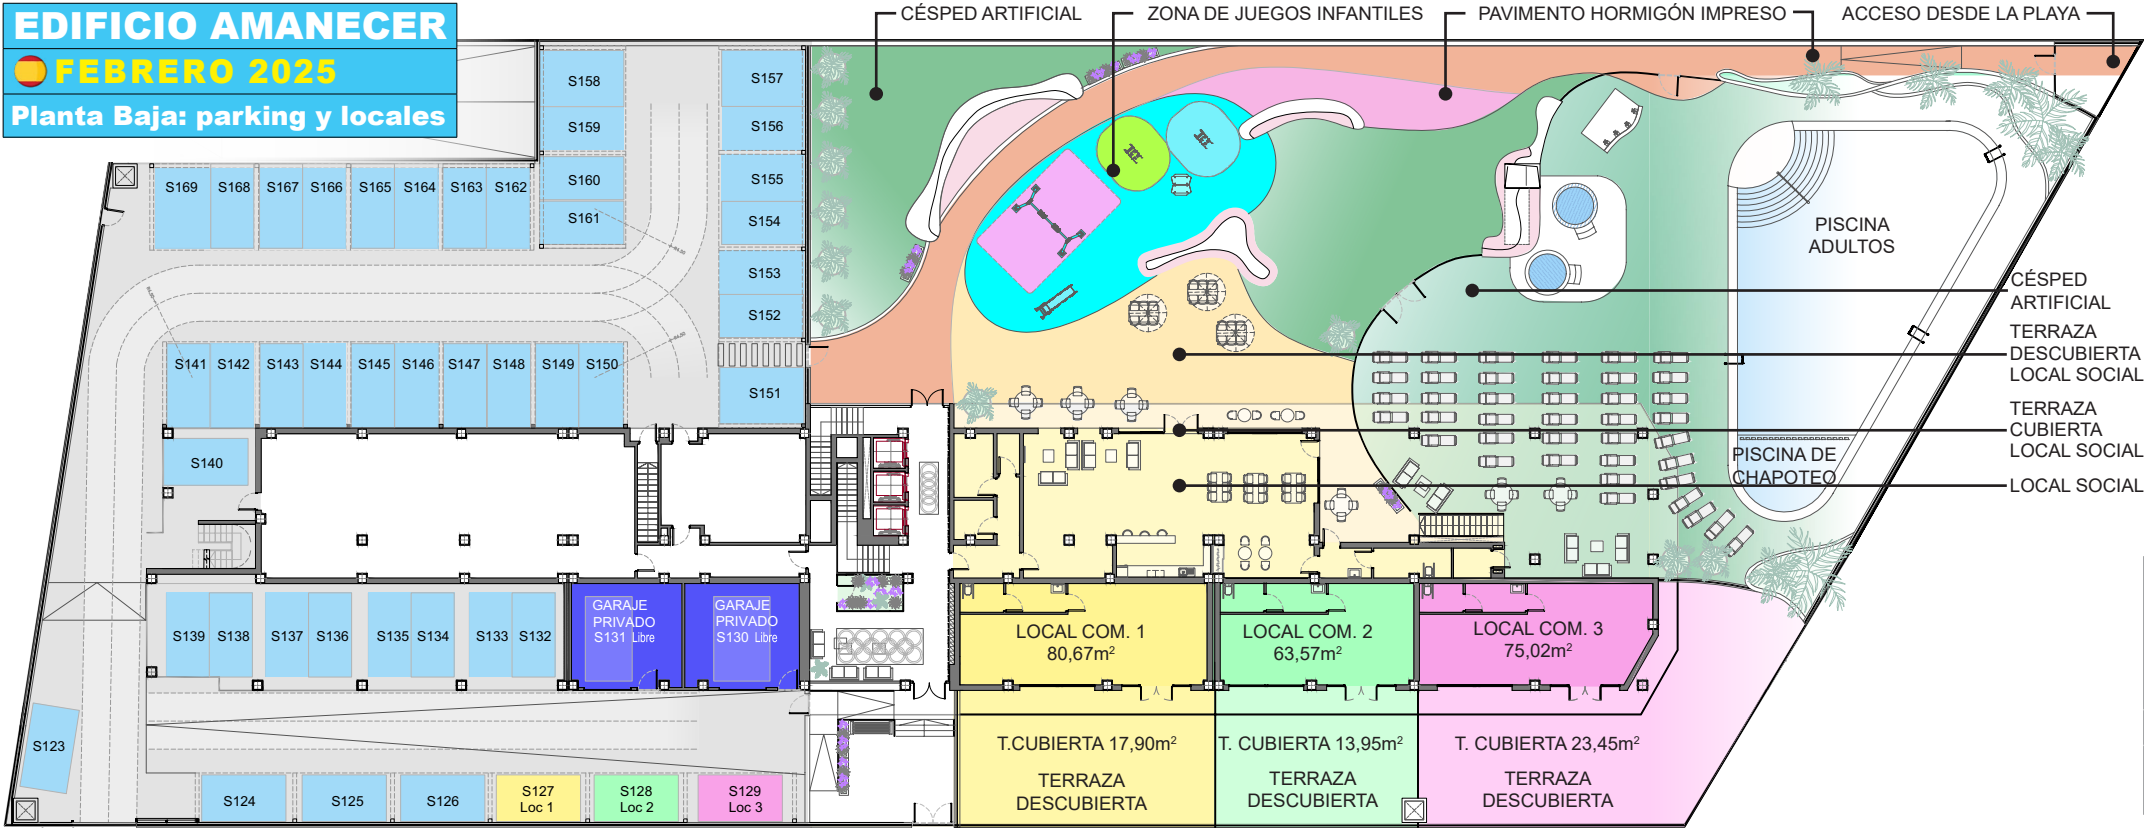 EDIFICIO AMANECER
FEBRERO 2025
Planta Baja: parking y locales
CÉSPED ARTIFICIAL
ZONA DE JUEGOS INFANTILES
PAVIMENTO HORMIGÓN IMPRESO
ACCESO DESDE LA PLAYA
S158
S157
S159
S156
S160
S155
S161
S154
S153
S152
S151
S169
S168
S167
S166
S165
S164
S163
S162
S141
S142
S143
S144
S145
S146
S147
S148
S149
S150
S140
PISCINA
ADULTOS
CÉSPED
ARTIFICIAL
TERRAZA
DESCUBIERTA
LOCAL SOCIAL
TERRAZA
CUBIERTA
LOCAL SOCIAL
PISCINA DE
CHAPOTEO
LOCAL SOCIAL
S139
S138
S137
S136
S135
S134
S133
S132
GARAJE
PRIVADO
S131 Libre
GARAJE
PRIVADO
S130 Libre
LOCAL COM. 1
80,67m²
LOCAL COM. 2
63,57m²
LOCAL COM. 3
75,02m²
S123
S124
S125
S126
S127
Loc 1
S128
Loc 2
S129
Loc 3
T.CUBIERTA 17,90m²
TERRAZA
DESCUBIERTA
T. CUBIERTA 13,95m²
TERRAZA
DESCUBIERTA
T. CUBIERTA 23,45m²
TERRAZA
DESCUBIERTA